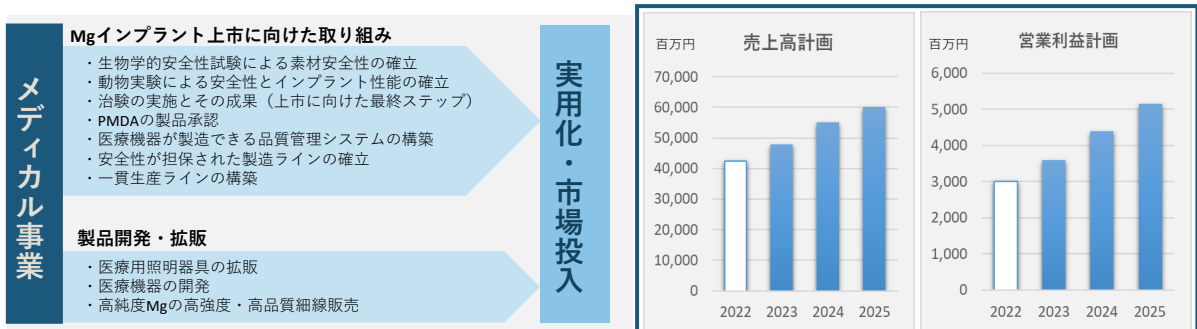 メディカル事業
Mgインプラント上市に向けた取り組み
・生物学的安全性試験による素材安全性の確立
・動物実験による安全性とインプラント性能の確立
・治験の実施とその成果（上市に向けた最終ステップ）
・PMDAの製品承認
・医療機器が製造できる品質管理システムの構築
・安全性が担保された製造ラインの確立
・一貫生産ラインの構築
製品開発・拡販
・医療用照明器具の拡販
・医療機器の開発
・高純度Mgの高強度・高品質細線販売
実用化・市場投入
百万円
売上高計画
70,000
60,000
50,000
40,000
30,000
20,000
10,000
0
2022 2023 2024 2025
百万円
営業利益計画
6,000
5,000
4,000
3,000
2,000
1,000
0
2022 2023 2024 2025